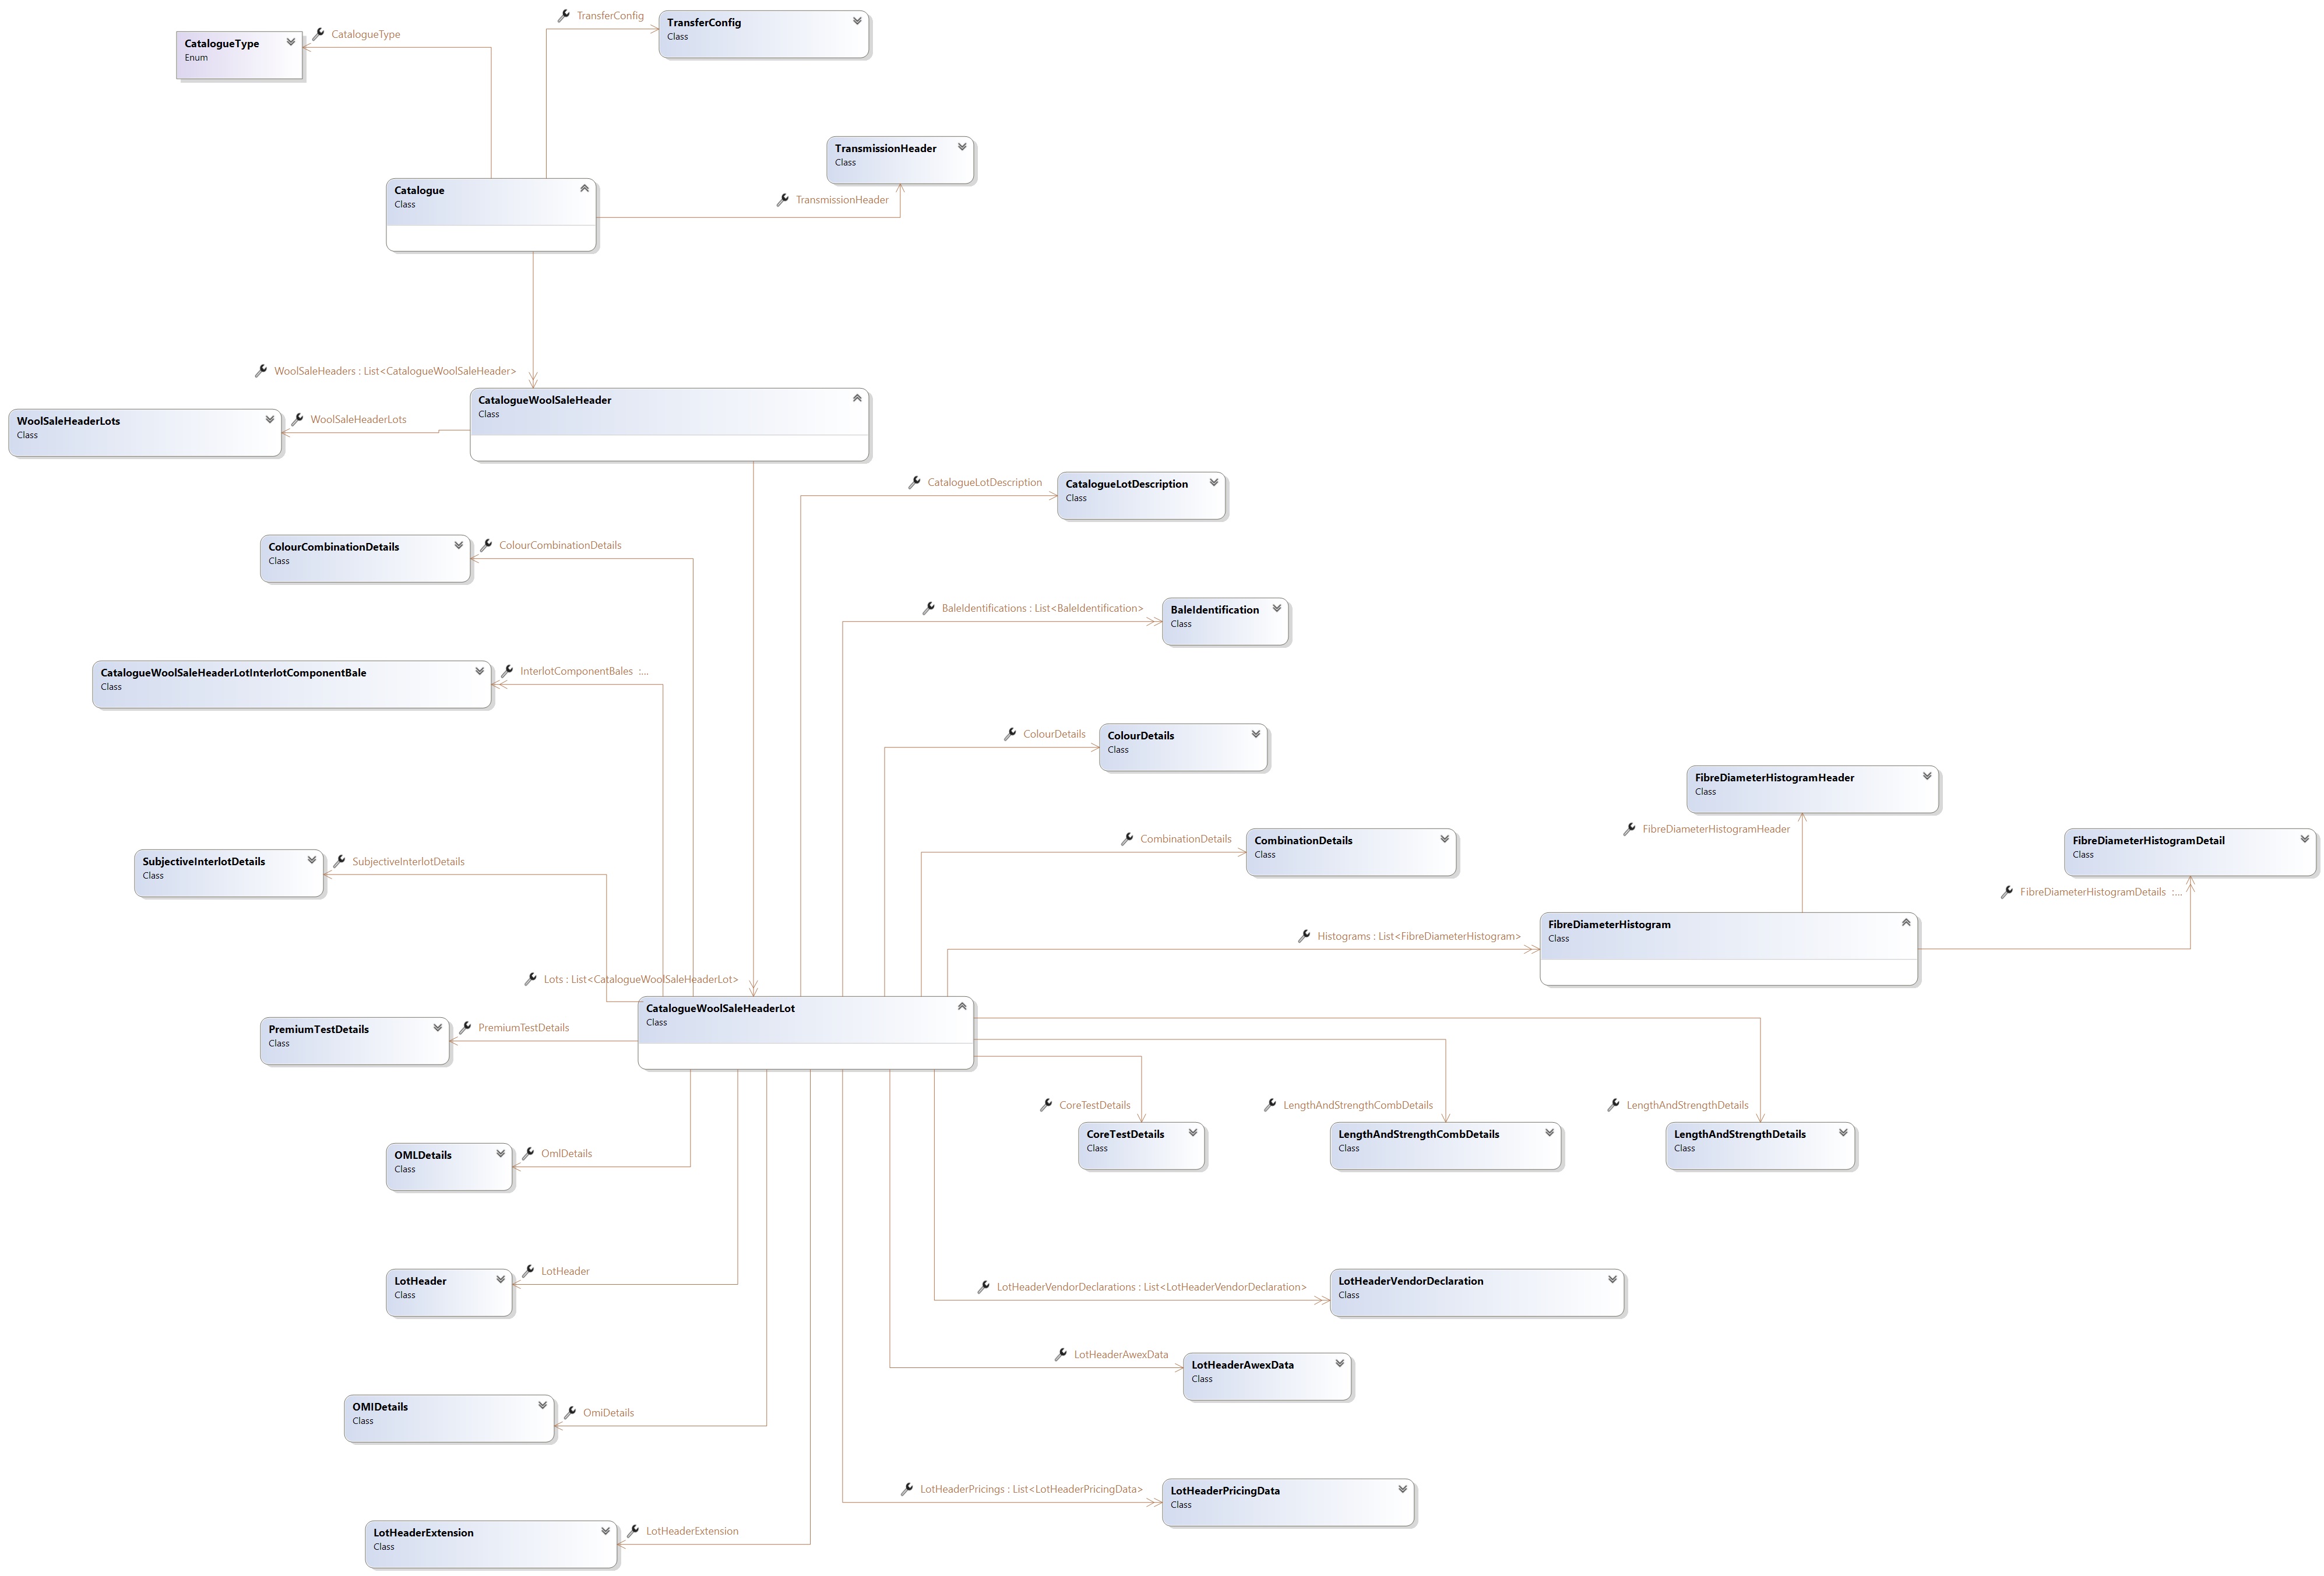 TransferConfig
TransferConfig
Class
CatalogueType
CatalogueType
Enum
TransmissionHeader
Class
TransmissionHeader
Catalogue
Class
WoolSaleHeaders : List<CatalogueWoolSaleHeader>
CatalogueWoolSaleHeader
Class
WoolSaleHeaderLots
Class
WoolSaleHeaderLots
CatalogueLotDescription
CatalogueLotDescription
Class
ColourCombinationDetails
Class
ColourCombinationDetails
BaleIdentifications : List<BaleIdentification>
BaleIdentification
Class
CatalogueWoolSaleHeaderLotInterlotComponentBale
Class
InterlotComponentBales :...
ColourDetails
ColourDetails
Class
FibreDiameterHistogramHeader
Class
FibreDiameterHistogramHeader
CombinationDetails
CombinationDetails
Class
FibreDiameterHistogramDetail
Class
FibreDiameterHistogramDetails :...
SubjectiveInterlotDetails
Class
SubjectiveInterlotDetails
Histograms : List<FibreDiameterHistogram>
FibreDiameterHistogram
Class
Lots : List<CatalogueWoolSaleHeaderLot>
CatalogueWoolSaleHeaderLot
Class
PremiumTestDetails
Class
PremiumTestDetails
CoreTestDetails
CoreTestDetails
Class
LengthAndStrengthCombDetails
LengthAndStrengthCombDetails
Class
LengthAndStrengthDetails
LengthAndStrengthDetails
Class
OMLDetails
Class
OmlDetails
LotHeader
Class
LotHeader
LotHeaderVendorDeclarations : List<LotHeaderVendorDeclaration>
LotHeaderVendorDeclaration
Class
LotHeaderAwexData
LotHeaderAwexData
Class
OMIDetails
Class
OmiDetails
LotHeaderPricings : List<LotHeaderPricingData>
LotHeaderPricingData
Class
LotHeaderExtension
Class
LotHeaderExtension